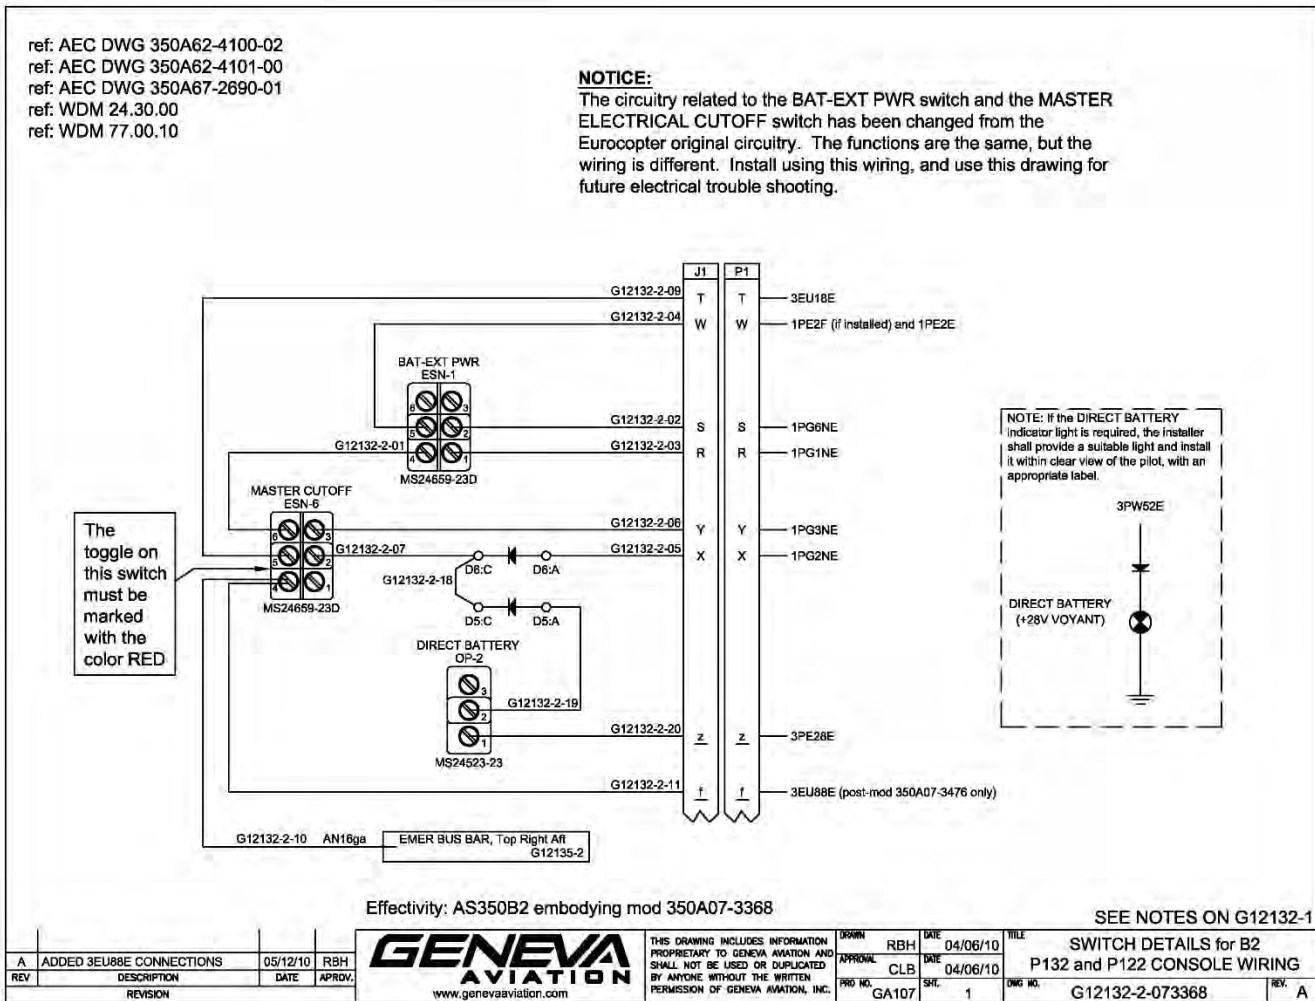 ref: AEC DWG 350A62-4100-02
ref: AEC DWG 350A62-4101-00
ref: AEC DWG 350A67-2690-01
ref: WDM 24.30.00
ref: WDM 77.00.10
NOTICE:
The circuitry related to the BAT-EXT PWR switch and the MASTER
ELECTRICAL CUTOFF switch has been changed from the
Eurocopter original circuitry. The functions are the same, but the
wiring is different. Install using this wiring, and use this drawing for
future electrical trouble shooting.
J1 P1
G12132-2-09 T T 3EU18E
G12132-2-04 W W 1PE2F (if installed) and 1PE2E
BAT-EXT PWR
ESN-1
6 3
5 2
4 1
MS24659-23D
G12132-2-02 S S 1PG6NE
G12132-2-01
G12132-2-03 R R 1PG1NE
MASTER CUTOFF
ESN-6
6 3
5 2
4 1
MS24659-23D
G12132-2-06 Y Y 1PG3NE
G12132-2-07
G12132-2-05 X X 1PG2NE
D6:C D6:A
G12132-2-18
D5:C D5:A
The
toggle on
this switch
must be
marked
with the
color RED
DIRECT BATTERY
OP-2
3
2
1
MS24523-23
G12132-2-19
G12132-2-20 z z 3PE28E
G12132-2-11 f f 3EU88E (post-mod 350A07-3476 only)
G12132-2-10 AN16ga
EMER BUS BAR, Top Right Aft
G12135-2
NOTE: If the DIRECT BATTERY
indicator light is required, the installer
shall provide a suitable light and install
it within clear view of the pilot, with an
appropriate label.
3PW52E
DIRECT BATTERY
(+28V VOYANT)
Effectivity: AS350B2 embodying mod 350A07-3368
SEE NOTES ON G12132-1
A ADDED 3EU88E CONNECTIONS 05/12/10 RBH
REV DESCRIPTION DATE APROV.
REVISION
GENEVA
AVIATION
www.genevaaviation.com
THIS DRAWING INCLUDES INFORMATION
PROPRIETARY TO GENEVA AVIATION AND
SHALL NOT BE USED OR DUPLICATED
BY ANYONE WITHOUT THE WRITTEN
PERMISSION OF GENEVA AVIATION, INC.
DRAWN RBH DATE 04/06/10
APPROVAL CLB DATE 04/06/10
PRO NO. GA107 SHT. 1
TITLE
SWITCH DETAILS for B2
P132 and P122 CONSOLE WIRING
DWG NO. G12132-2-073368 REV. A